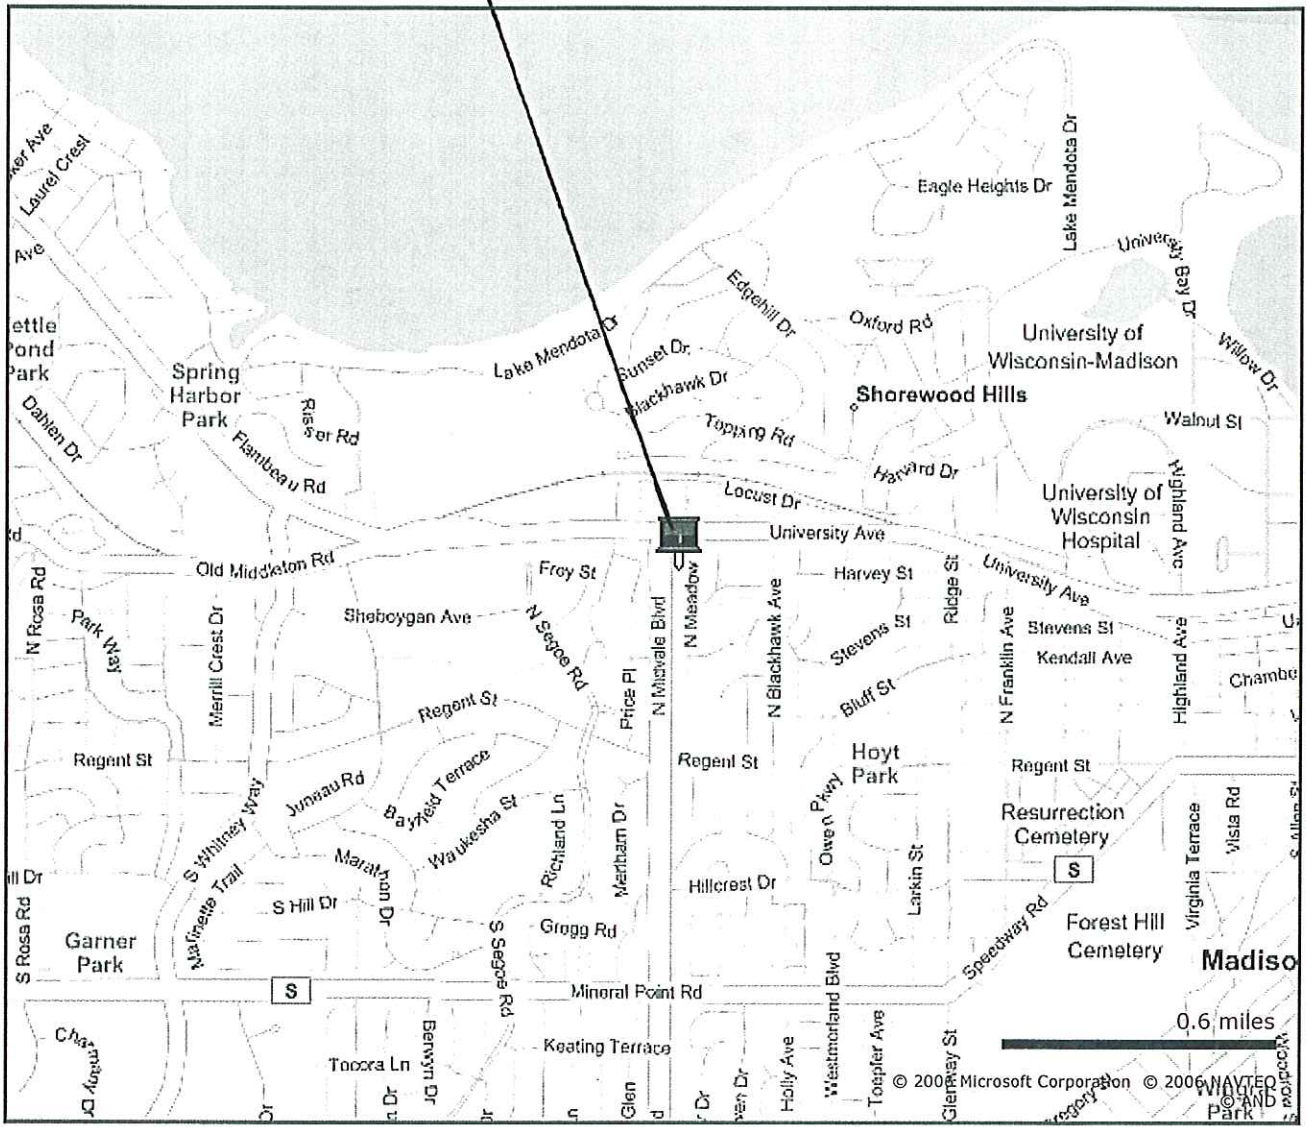 Laurel Crest
Ave
Eagle Heights Dr
Lake Mendota Dr
University Bay Dr
Edgehill Dr
Oxford Rd
University of
Wisconsin-Madison
Willow Dr
Lake Mendota Dr
Sunset Dr
Blackhawk Dr
Shorewood Hills
Spring
Harbor
Park
ettle
Pond
Park
Dahlen Dr
Risser Rd
Flambeau Rd
Topping Rd
Walnut St
Harvard Dr
Highland Ave
Locust Dr
University of
Wisconsin
Hospital
University Ave
Old Middleton Rd
Frey St
Harvey St
Ridge St
University Ave
N Rosa Rd
Park Way
Merrill Crest Dr
Sheboygan Ave
N Segoe Rd
N Meadow
N Midvale Blvd
Price Pl
N Blackhawk Ave
Stevens St
Stevens St
Kendall Ave
N Franklin Ave
Highland Ave
Chambe
Bluff St
Regent St
Regent St
Regent St
Regent St
Hoyt
Park
Juneau Rd
Bayfield Terrace
Waukesha St
Richland Ln
Merlham Dr
Owen Pkwy
Resurrection
Cemetery
S
Vista Rd
Virginia Terrace
S Allen St
S Whitney Way
Marinette Trail
Marathon Dr
S Hill Dr
ill Dr
S Rosa Rd
Hillcrest Dr
Larkin St
Gregg Rd
S Segoe Rd
Garner
Park
Forest Hill
Cemetery
Speedway Rd
Madiso
S
Mineral Point Rd
Westmorland Blvd
0.6 miles
Tocora Ln
Berwyn Dr
Keating Terrace
Glen
Holly Ave
Toepfer Ave
Glenway St
© 2006 Microsoft Corporation © 2006 NAVTEQ
© AND
Park